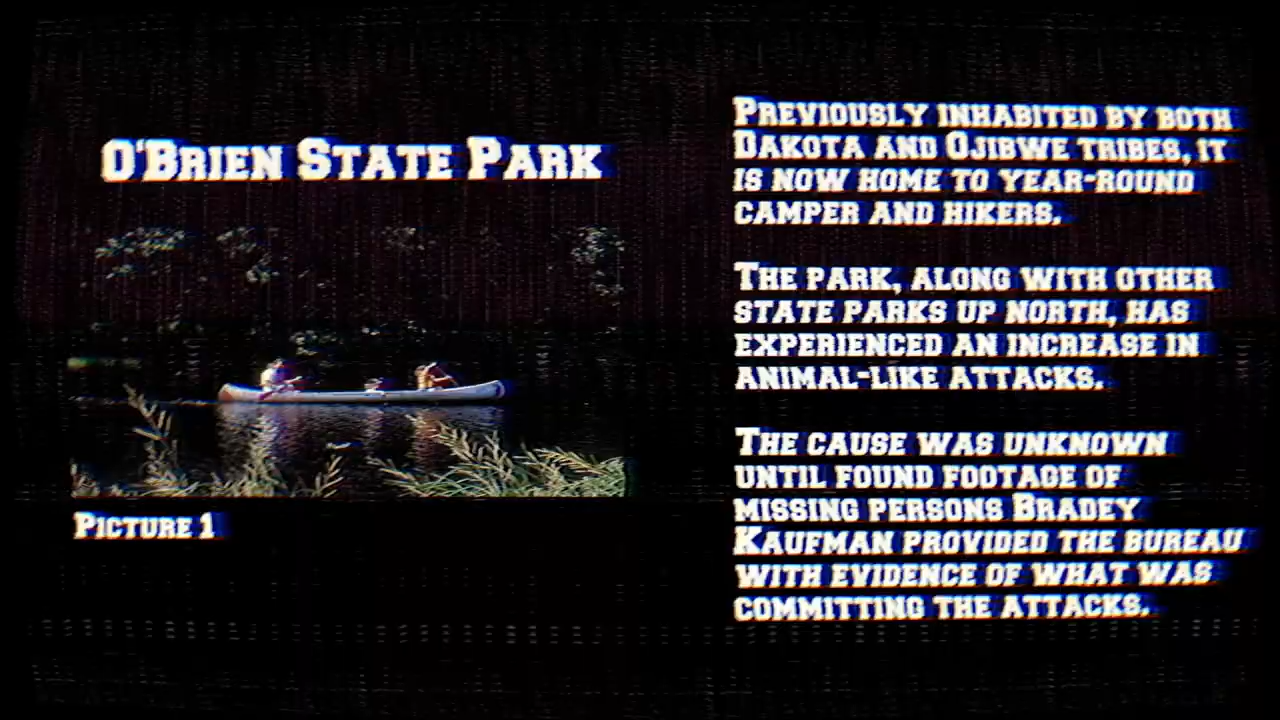 O'Brien State Park
Picture 1
Previously inhabited by both
Dakota and Ojibwe tribes, it
is now home to year-round
camper and hikers.
The park, along with other
state parks up north, has
experienced an increase in
animal-like attacks.
The cause was unknown
until found footage of
missing persons Bradey
Kaufman provided the bureau
with evidence of what was
committing the attacks.